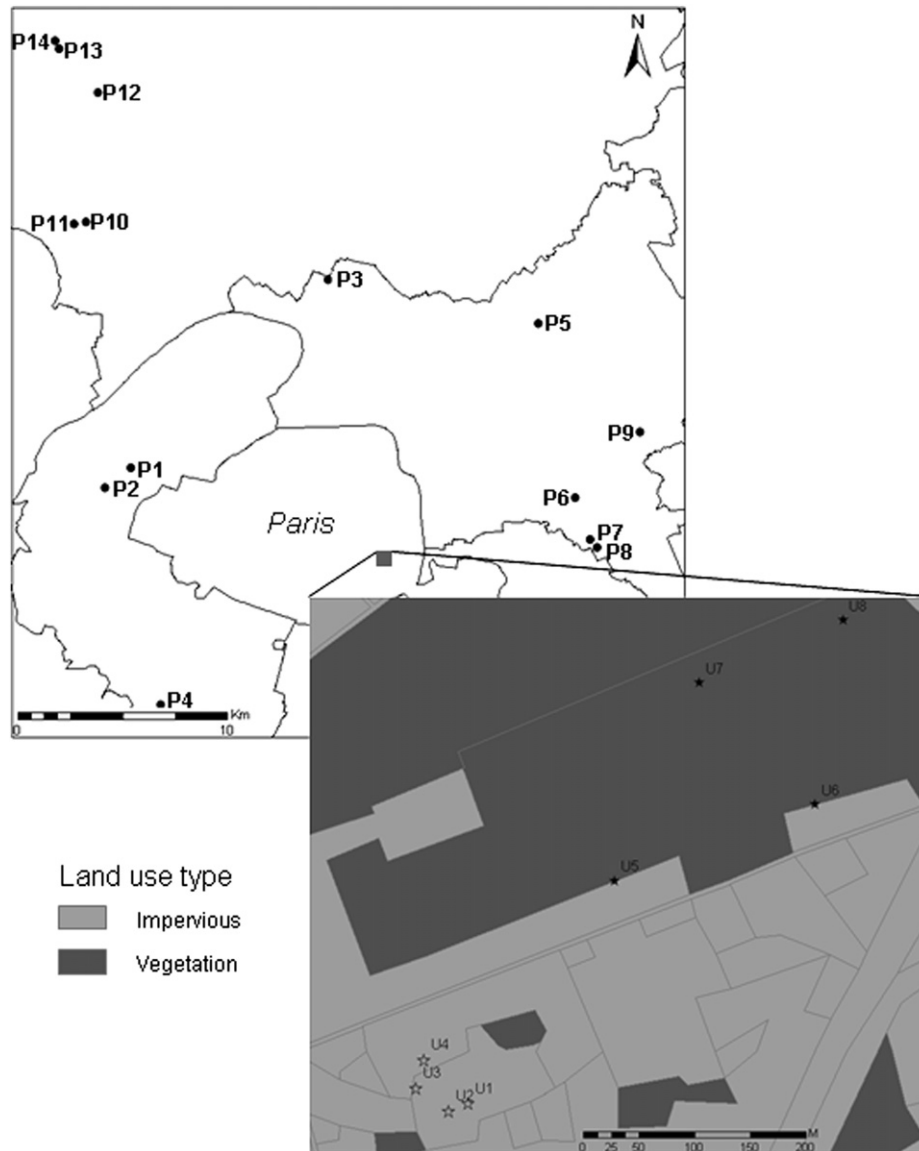 N
P14
P13
P12
P11
P10
P3
P5
P9
P1
P2
P6
Paris
P7
P8
P4
Km
0
10
U8
U7
U6
U5
U4
U3
U2
U1
M
0
25
50
100
150
200
Land use type
Impervious
Vegetation